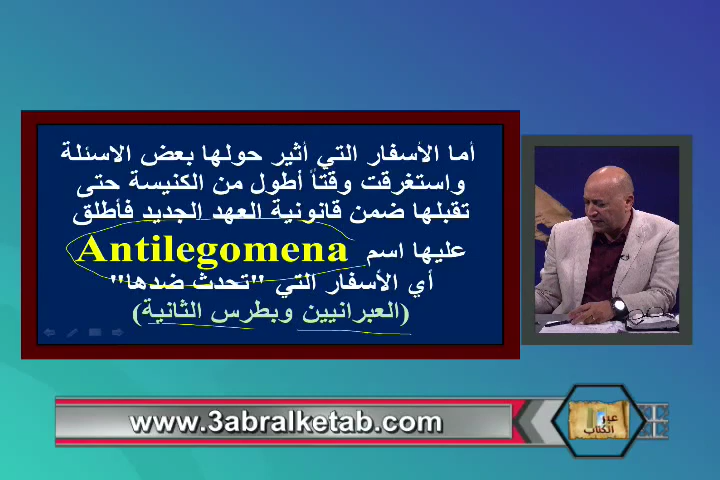 أما الأسفار التي أثير حولها بعض الاسئلة
واستغرقت وقتاً أطول من الكنيسة حتى
تقبلها ضمن قانونية العهد الجديد فأطلق
عليها اسم Antilegomena
أي الأسفار التي "تحدث ضدها"
(العبرانيين وبطرس الثانية)
www.3abralketab.com
عبر
الكتاب